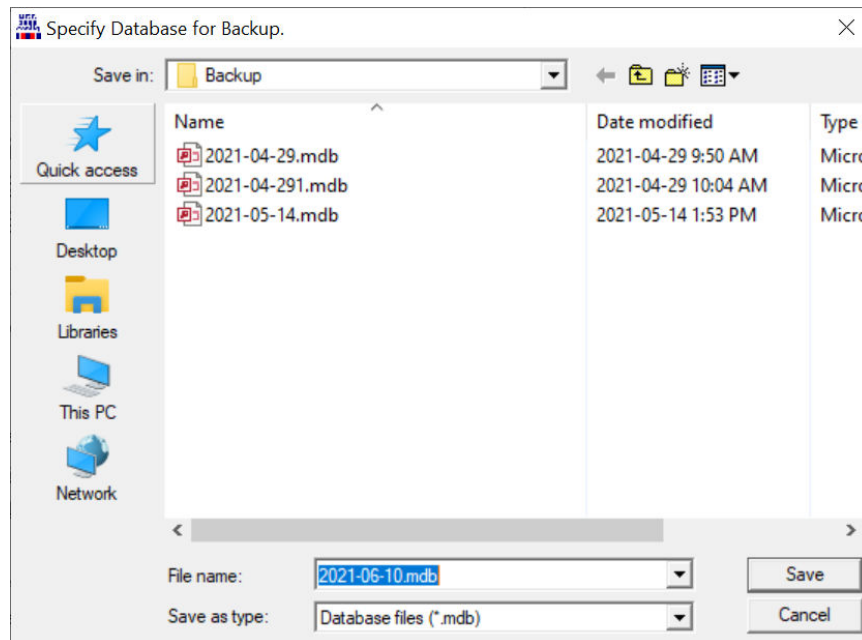 Specify Database for Backup.
Save in: Backup
Name Date modified Type
2021-04-29.mdb 2021-04-29 9:50 AM Micro
2021-04-291.mdb 2021-04-29 10:04 AM Micro
2021-05-14.mdb 2021-05-14 1:53 PM Micro
Quick access
Desktop
Libraries
This PC
Network
File name: 2021-06-10.mdb Save
Save as type: Database files (*.mdb) Cancel